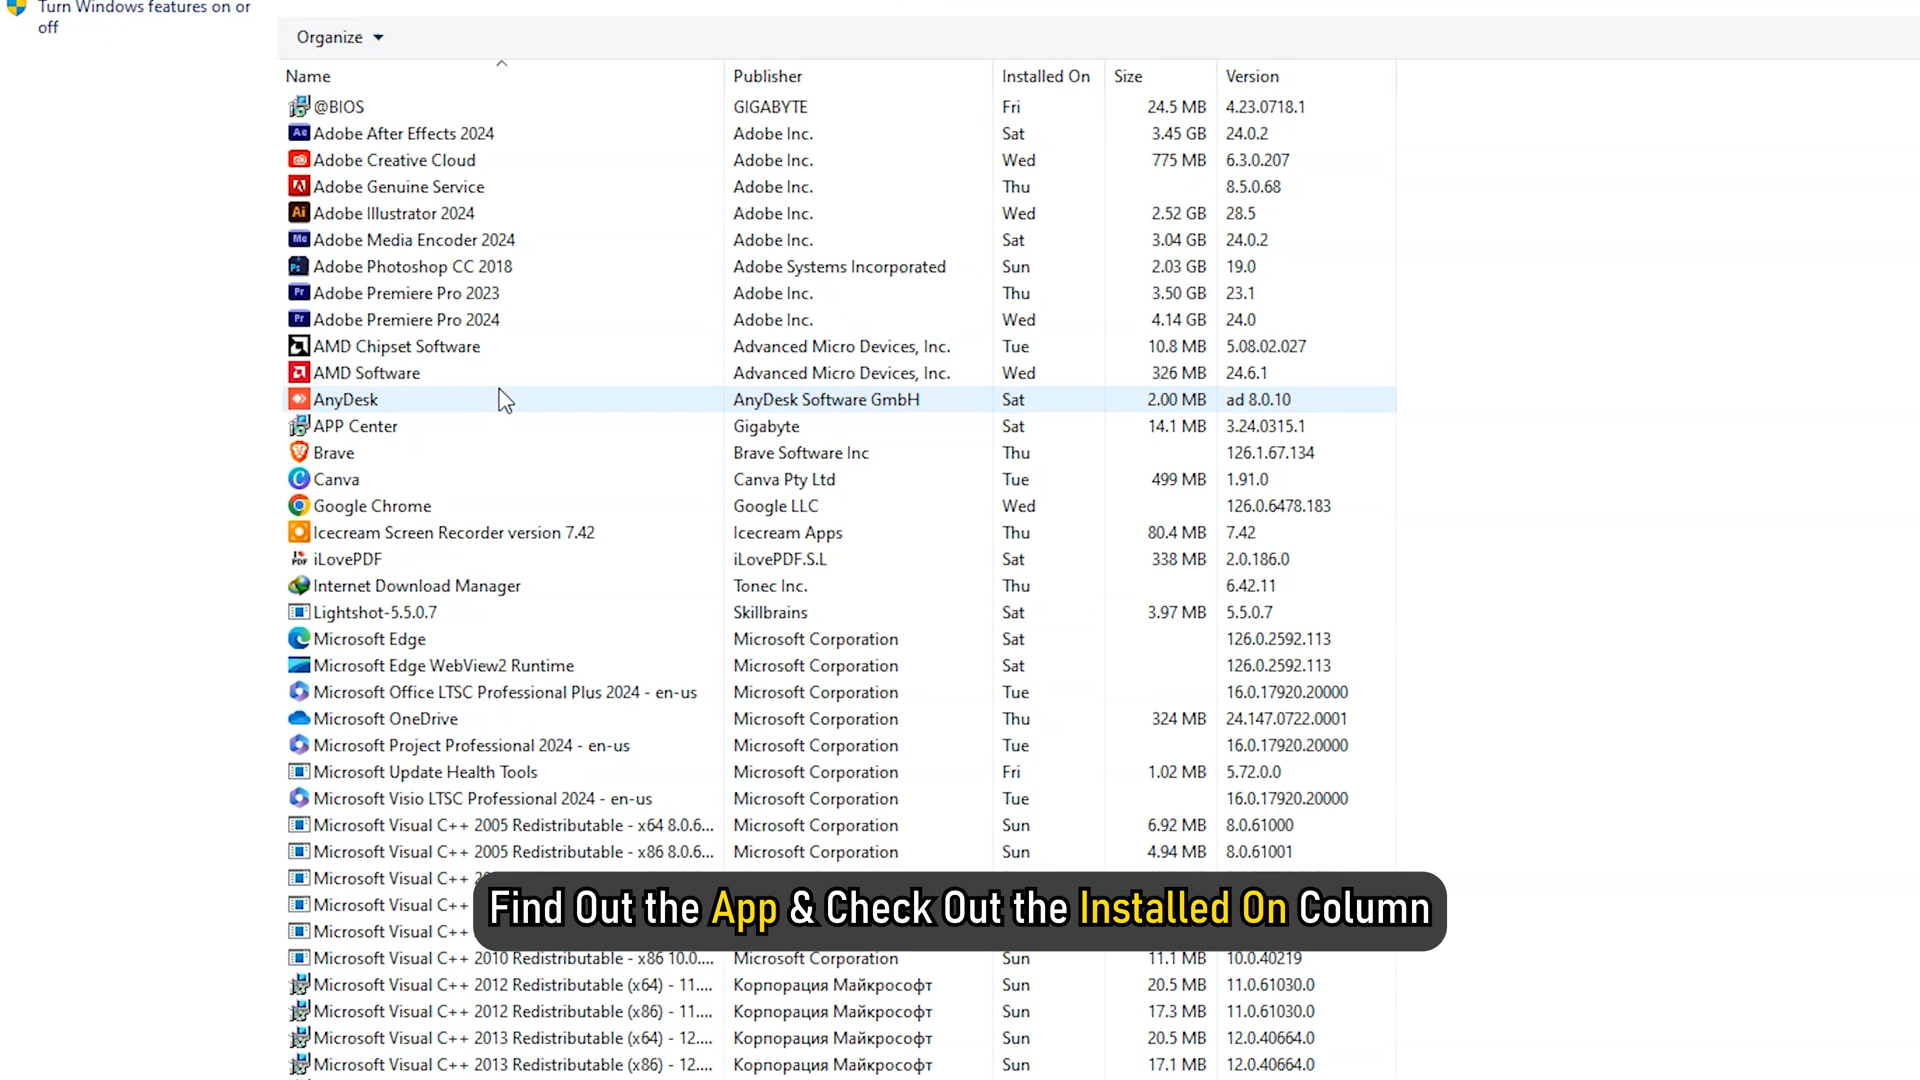 Turn Windows features on or
off
Organize
Name Publisher Installed On Size Version
@BIOS GIGABYTE Fri 24.5 MB 4.23.0718.1
Adobe After Effects 2024 Adobe Inc. Sat 3.45 GB 24.0.2
Adobe Creative Cloud Adobe Inc. Wed 775 MB 6.3.0.207
Adobe Genuine Service Adobe Inc. Thu 8.5.0.68
Adobe Illustrator 2024 Adobe Inc. Wed 2.52 GB 28.5
Adobe Media Encoder 2024 Adobe Inc. Sat 3.04 GB 24.0.2
Adobe Photoshop CC 2018 Adobe Systems Incorporated Sun 2.03 GB 19.0
Adobe Premiere Pro 2023 Adobe Inc. Thu 3.50 GB 23.1
Adobe Premiere Pro 2024 Adobe Inc. Wed 4.14 GB 24.0
AMD Chipset Software Advanced Micro Devices, Inc. Tue 10.8 MB 5.08.02.027
AMD Software Advanced Micro Devices, Inc. Wed 326 MB 24.6.1
AnyDesk AnyDesk Software GmbH Sat 2.00 MB ad 8.0.10
APP Center Gigabyte Sat 14.1 MB 3.24.0315.1
Brave Brave Software Inc Thu 126.1.67.134
Canva Canva Pty Ltd Tue 499 MB 1.91.0
Google Chrome Google LLC Wed 126.0.6478.183
Icecream Screen Recorder version 7.42 Icecream Apps Thu 80.4 MB 7.42
iLovePDF iLovePDF.S.L Sat 338 MB 2.0.186.0
Internet Download Manager Tonec Inc. Thu 6.42.11
Lightshot-5.5.0.7 Skillbrains Sat 3.97 MB 5.5.0.7
Microsoft Edge Microsoft Corporation Sat 126.0.2592.113
Microsoft Edge WebView2 Runtime Microsoft Corporation Sat 126.0.2592.113
Microsoft Office LTSC Professional Plus 2024 - en-us Microsoft Corporation Tue 16.0.17920.20000
Microsoft OneDrive Microsoft Corporation Thu 324 MB 24.147.0722.0001
Microsoft Project Professional 2024 - en-us Microsoft Corporation Tue 16.0.17920.20000
Microsoft Update Health Tools Microsoft Corporation Fri 1.02 MB 5.72.0.0
Microsoft Visio LTSC Professional 2024 - en-us Microsoft Corporation Tue 16.0.17920.20000
Microsoft Visual C++ 2005 Redistributable - x64 8.0.6... Microsoft Corporation Sun 6.92 MB 8.0.61000
Microsoft Visual C++ 2005 Redistributable - x86 8.0.6... Microsoft Corporation Sun 4.94 MB 8.0.61001
Microsoft Visual C++
Microsoft Visual C++
Find Out the App & Check Out the Installed On Column
Microsoft Visual C++
Microsoft Visual C++ 2010 Redistributable - x86 10.0.... Microsoft Corporation Sun 11.1 MB 10.0.40219
Microsoft Visual C++ 2012 Redistributable (x64) - 11.... Корпорация Майкрософт Sun 20.5 MB 11.0.61030.0
Microsoft Visual C++ 2012 Redistributable (x86) - 11.... Корпорация Майкрософт Sun 17.3 MB 11.0.61030.0
Microsoft Visual C++ 2013 Redistributable (x64) - 12.... Корпорация Майкрософт Sun 20.5 MB 12.0.40664.0
Microsoft Visual C++ 2013 Redistributable (x86) - 12.... Корпорация Майкрософт Sun 17.1 MB 12.0.40664.0